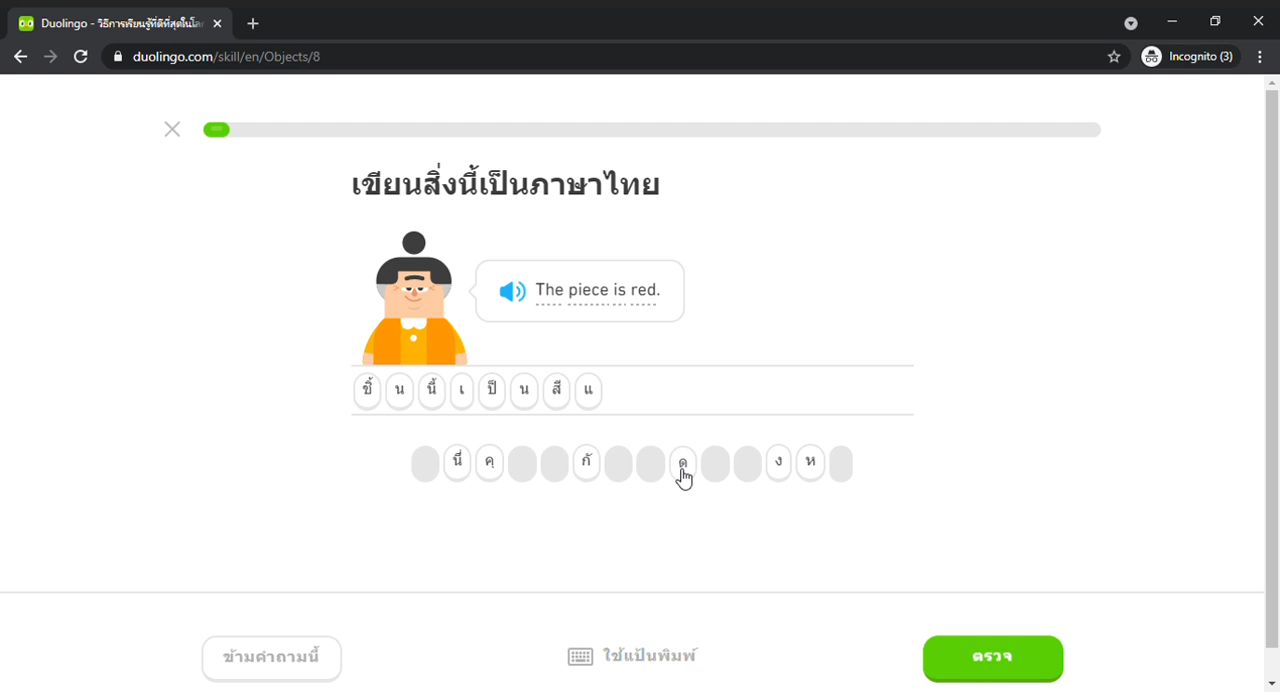 Duolingo - วิธีการเรียนรู้ที่ดีที่สุดในโล
duolingo.com/skill/en/Objects/8
Incognito (3)
เขียนสิ่งนี้เป็นภาษาไทย
The piece is red.
ชิ้ น นี้ เ ป็ น สี แ
นี่ คุ กั ด ง ห
ข้ามคำถามนี้
ใช้แป้นพิมพ์
ตรวจ